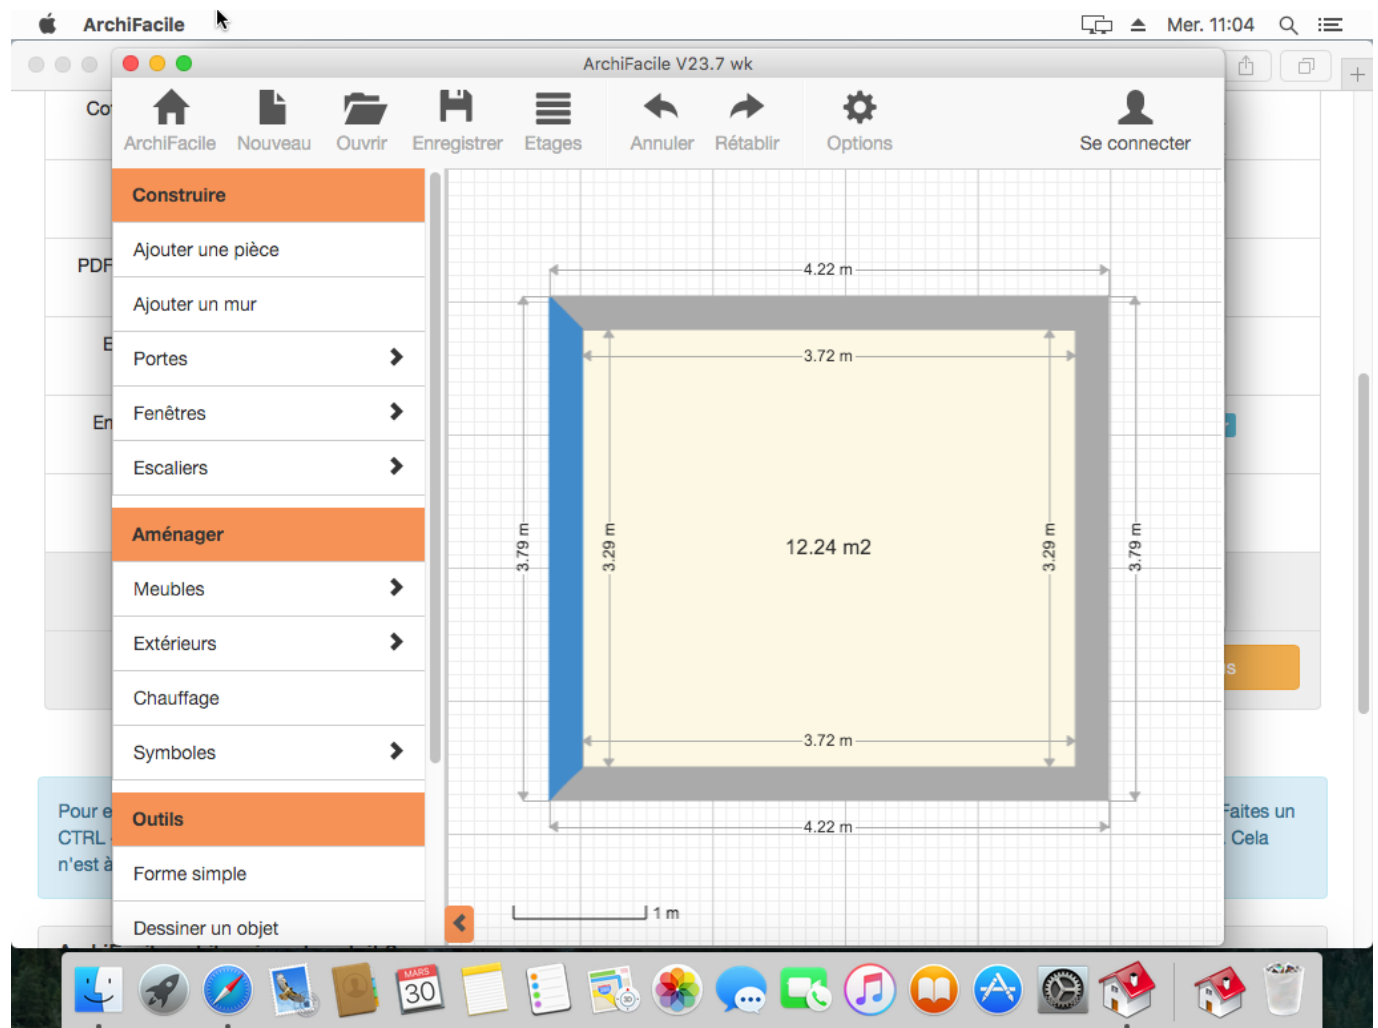 ArchiFacile
Mer. 11:04
ArchiFacile V23.7 wk
ArchiFacile
Nouveau
Ouvrir
Enregistrer
Etages
Annuler
Rétablir
Options
Se connecter
Construire
Ajouter une pièce
Ajouter un mur
Portes
Fenêtres
Escaliers
Aménager
Meubles
Extérieurs
Chauffage
Symboles
Outils
Forme simple
Dessiner un objet
4.22 m
3.72 m
3.79 m
3.29 m
12.24 m2
3.29 m
3.79 m
3.72 m
4.22 m
1 m
PDF
Pour e
CTRL
n'est à
Faites un
Cela
MARS
30